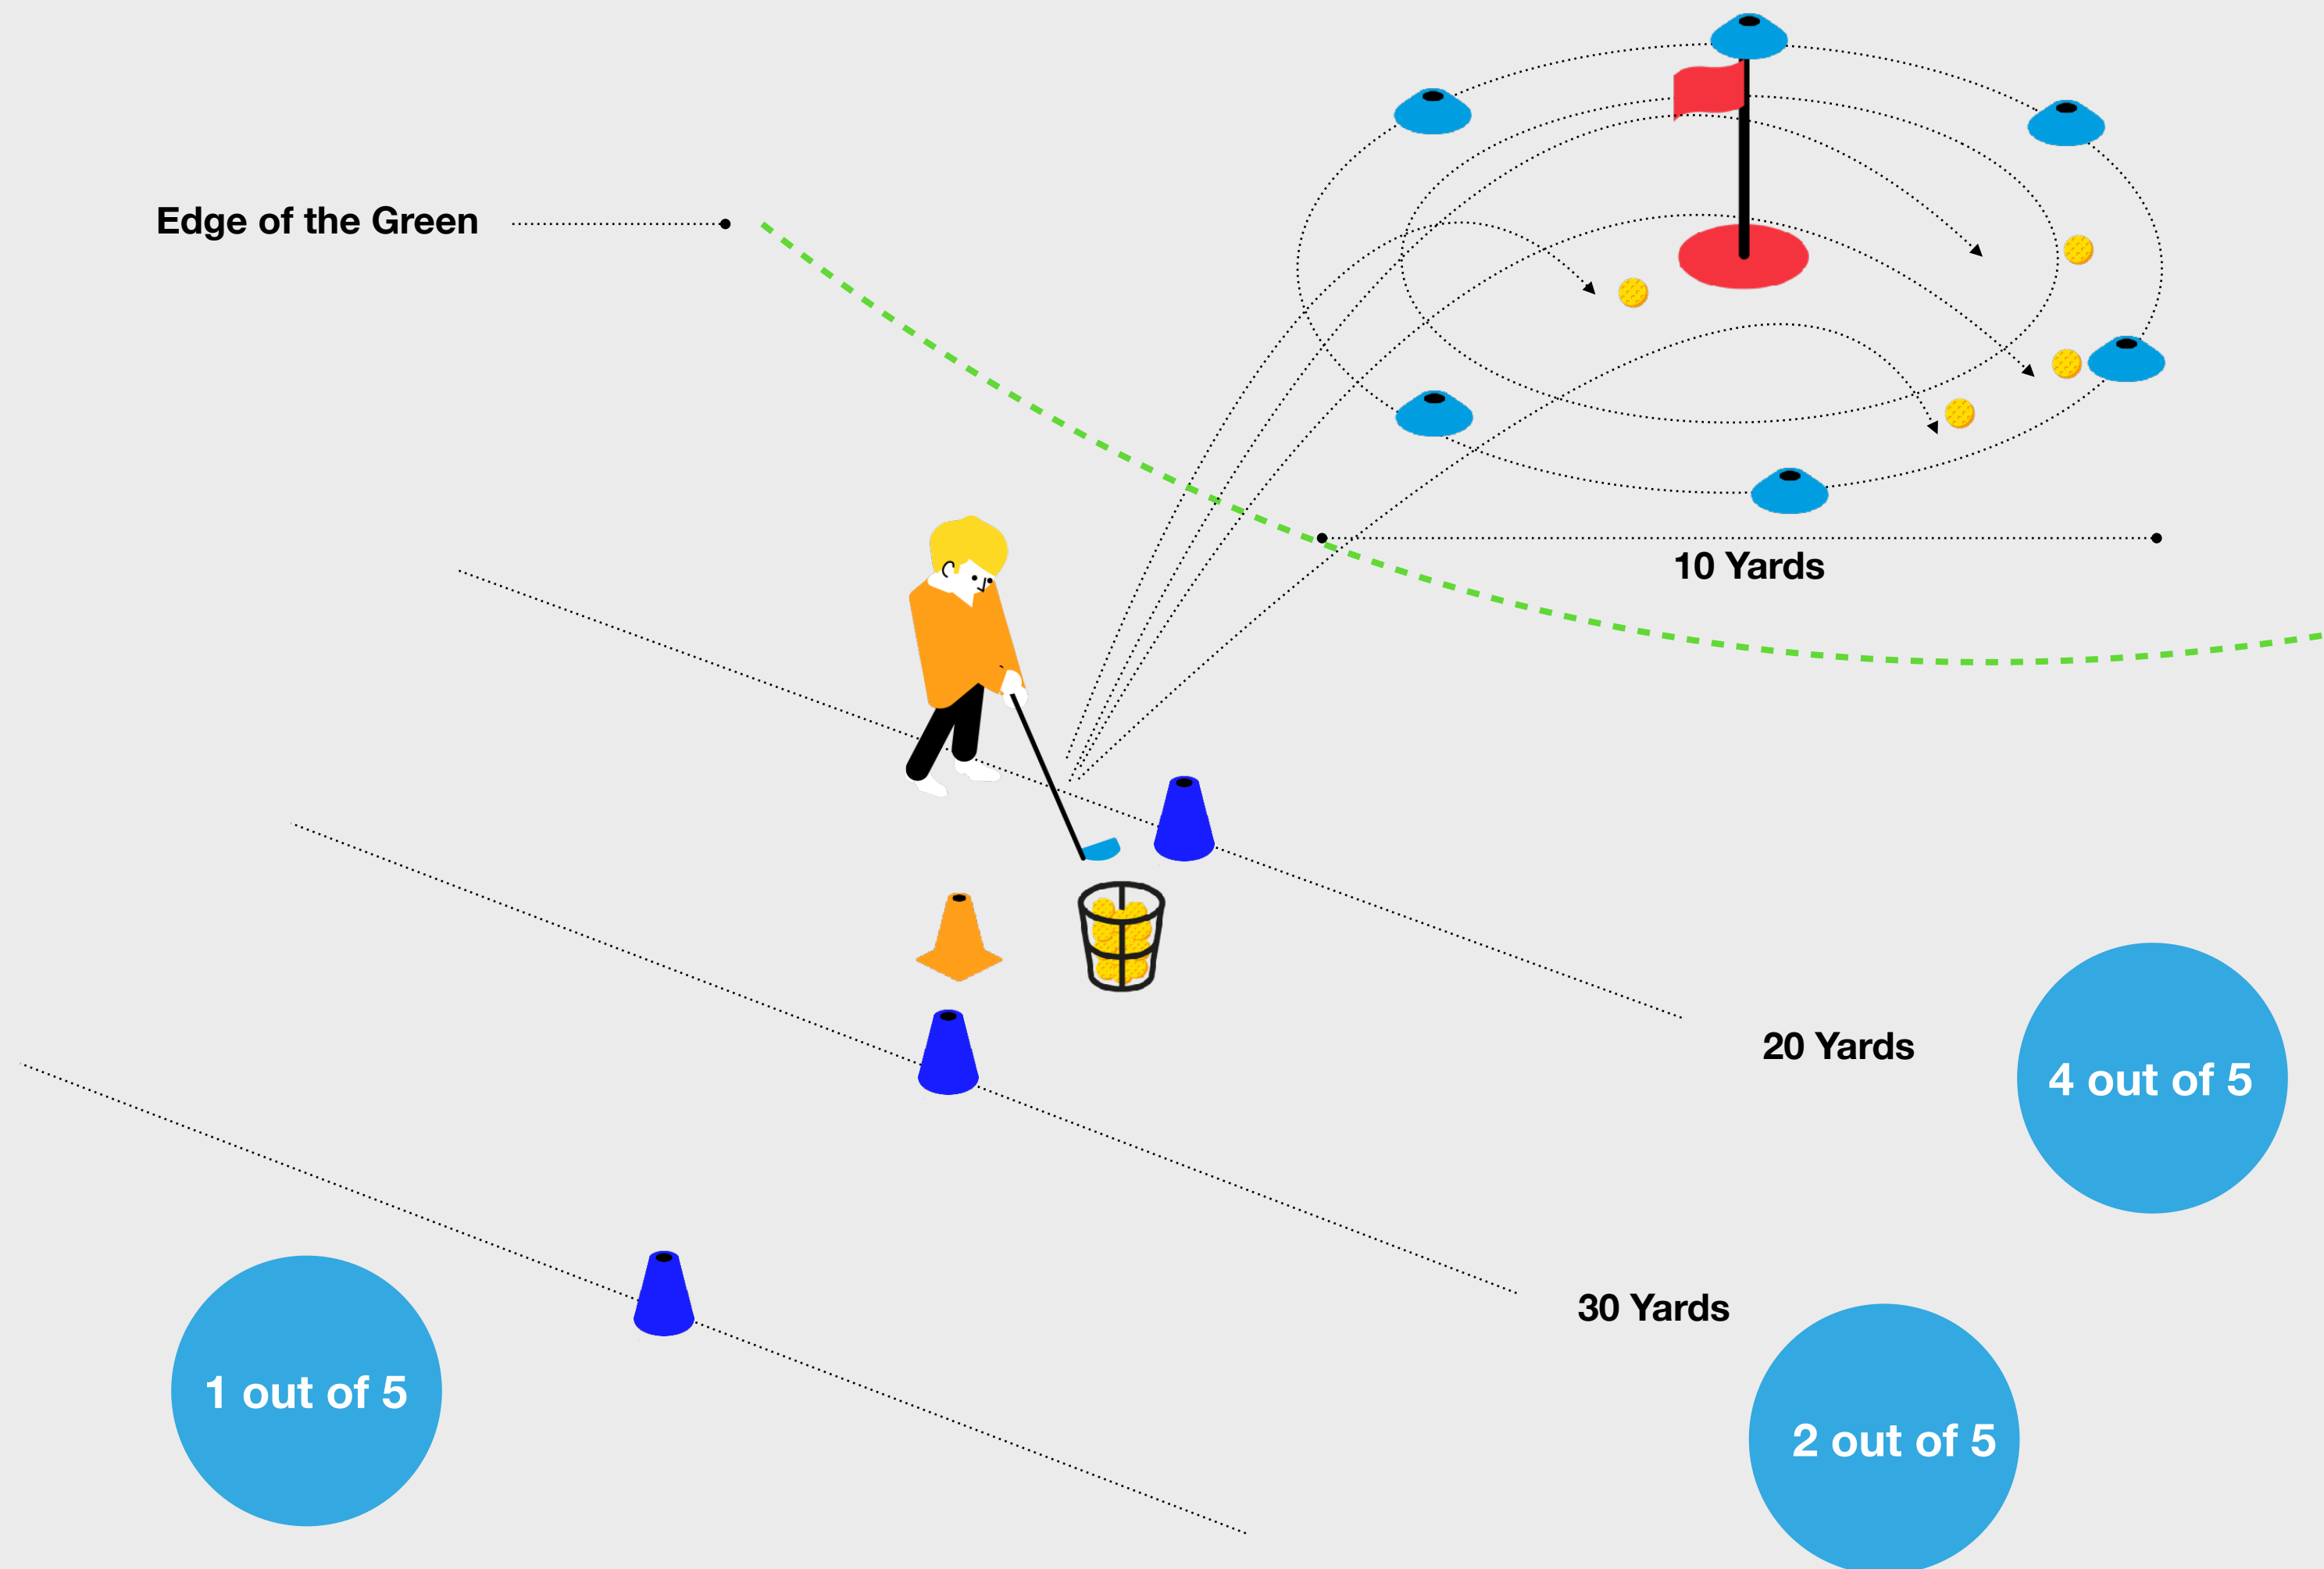 Edge of the Green
10 Yards
20 Yards
4 out of 5
30 Yards
1 out of 5
2 out of 5